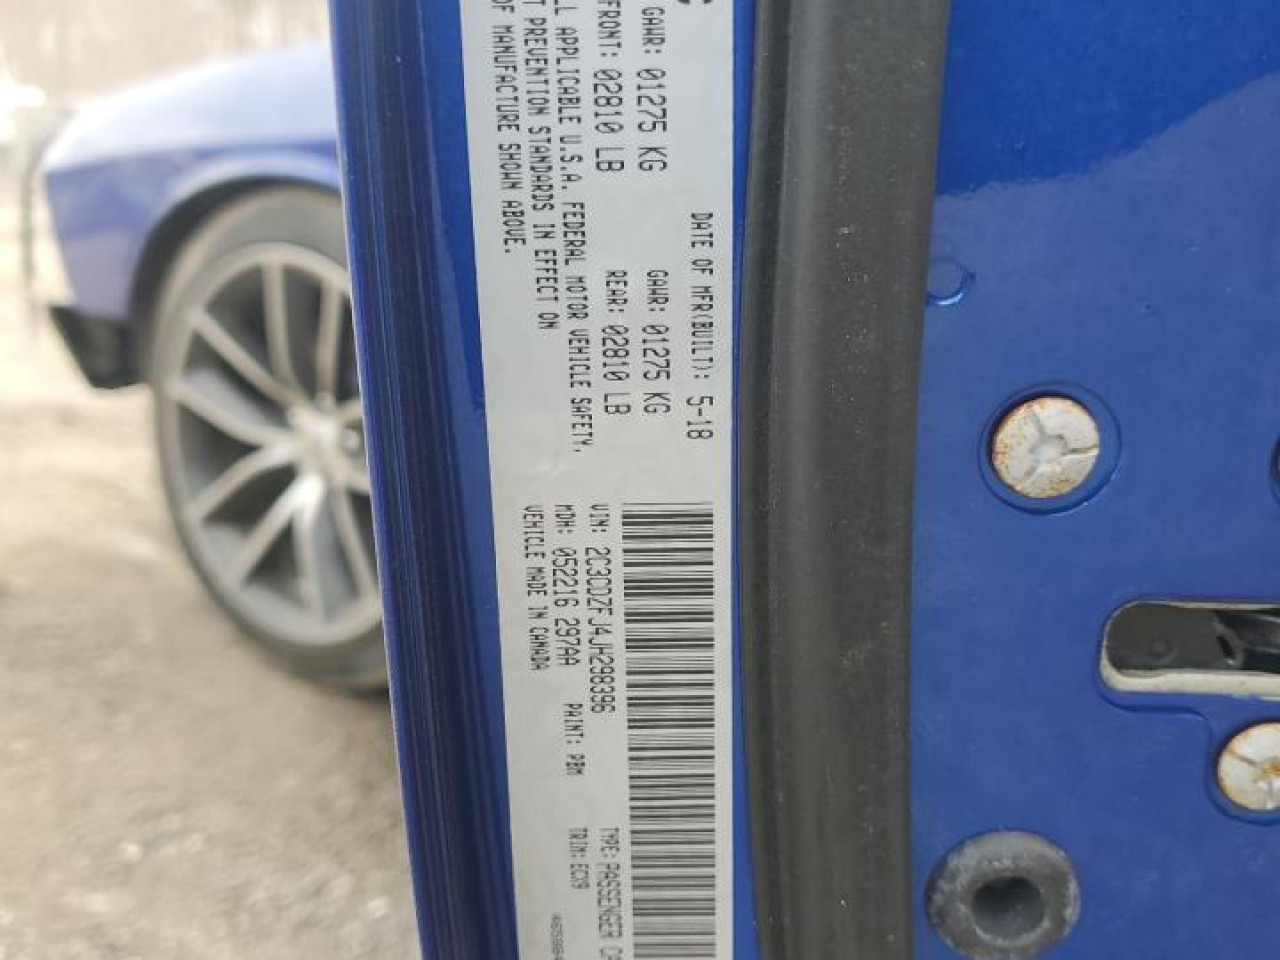 DATE OF MFR(BUILT): 5-18
GAWR: 01275 KG GAWR: 01275 KG
FRONT: 02810 LB REAR: 02810 LB
LL APPLICABLE U.S.A. FEDERAL MOTOR VEHICLE SAFETY,
T PREVENTION STANDARDS IN EFFECT ON
OF MANUFACTURE SHOWN ABOVE.
VIN: 2C3CDZFJ4JH298396 TYPE: PASSENGER CA
MDH: 052216 297AA PAINT: PBM TRIM: ECX9
VEHICLE MADE IN CANADA